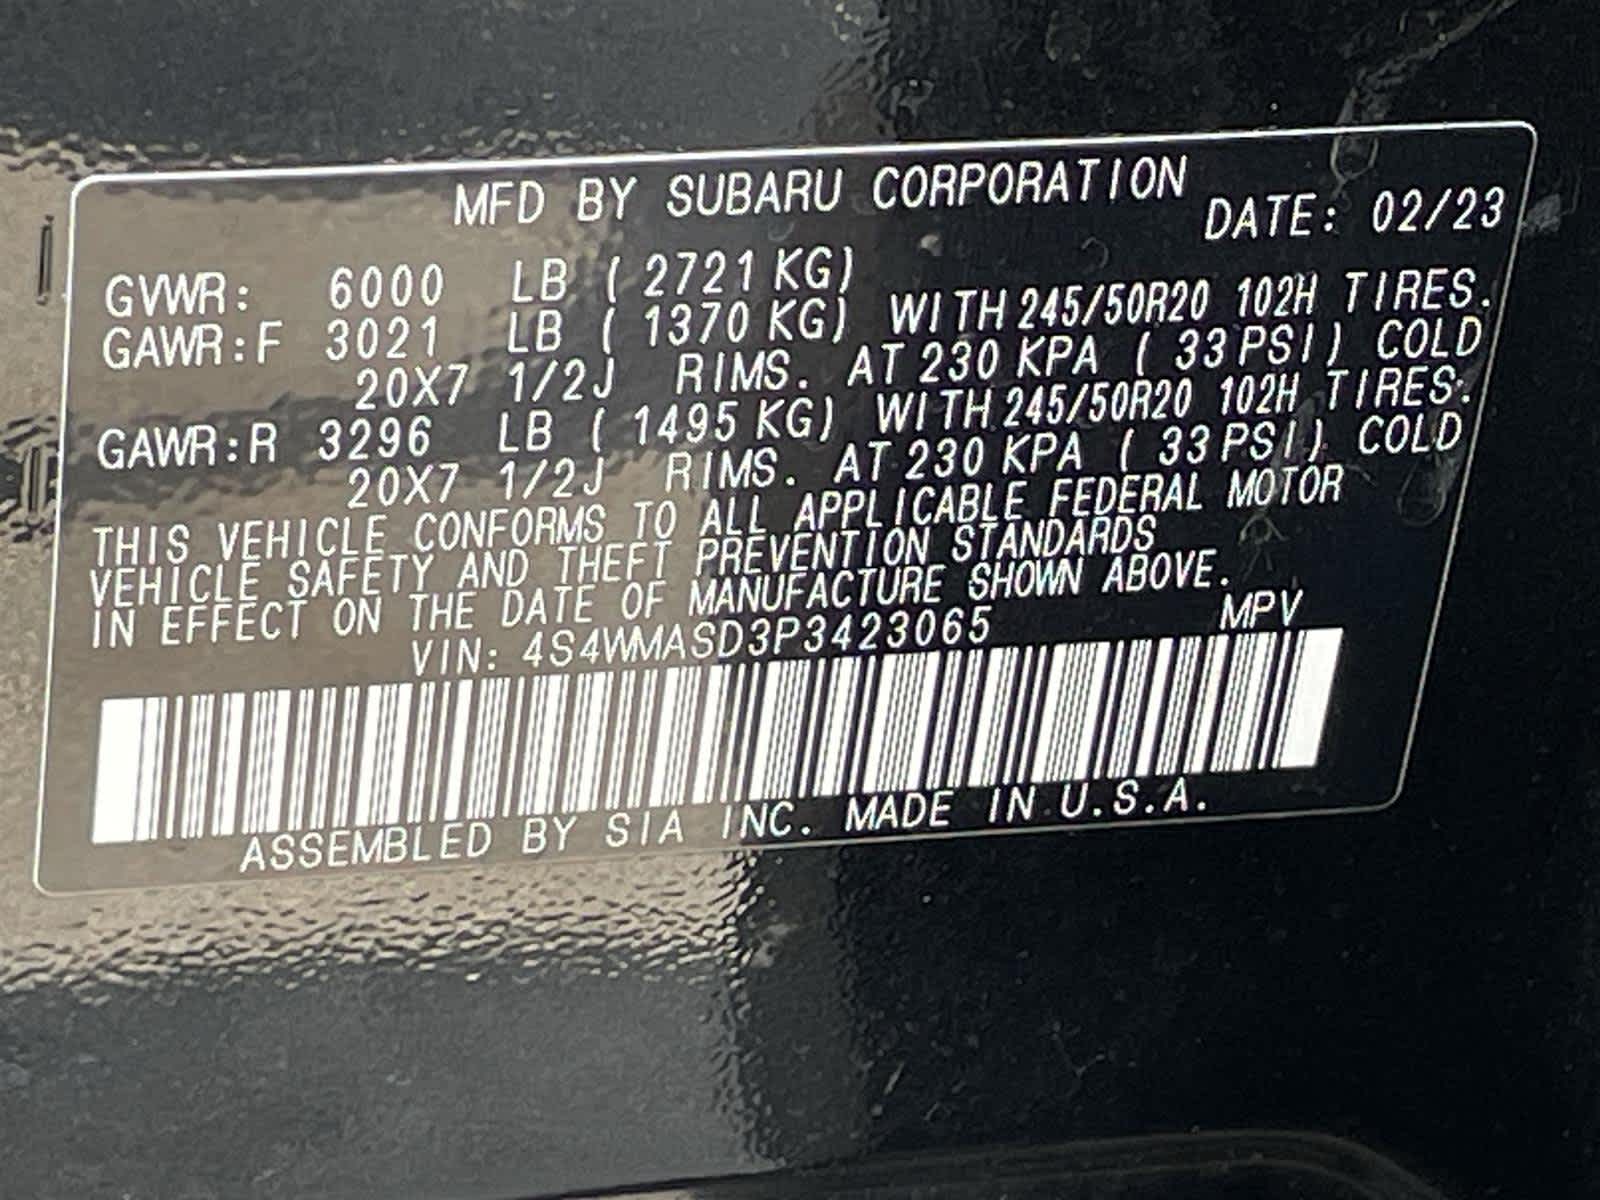 MFD BY SUBARU CORPORATION
DATE: 02/23
GVWR: 6000 LB ( 2721 KG)
GAWR:F 3021 LB ( 1370 KG) WITH 245/50R20 102H TIRES.
20X7 1/2J RIMS. AT 230 KPA ( 33 PSI) COLD
GAWR:R 3296 LB ( 1495 KG) WITH 245/50R20 102H TIRES.
20X7 1/2J RIMS. AT 230 KPA ( 33 PSI) COLD
THIS VEHICLE CONFORMS TO ALL APPLICABLE FEDERAL MOTOR
VEHICLE SAFETY AND THEFT PREVENTION STANDARDS
IN EFFECT ON THE DATE OF MANUFACTURE SHOWN ABOVE.
VIN: 4S4WMASD3P3423065 MPV
ASSEMBLED BY SIA INC. MADE IN U.S.A.